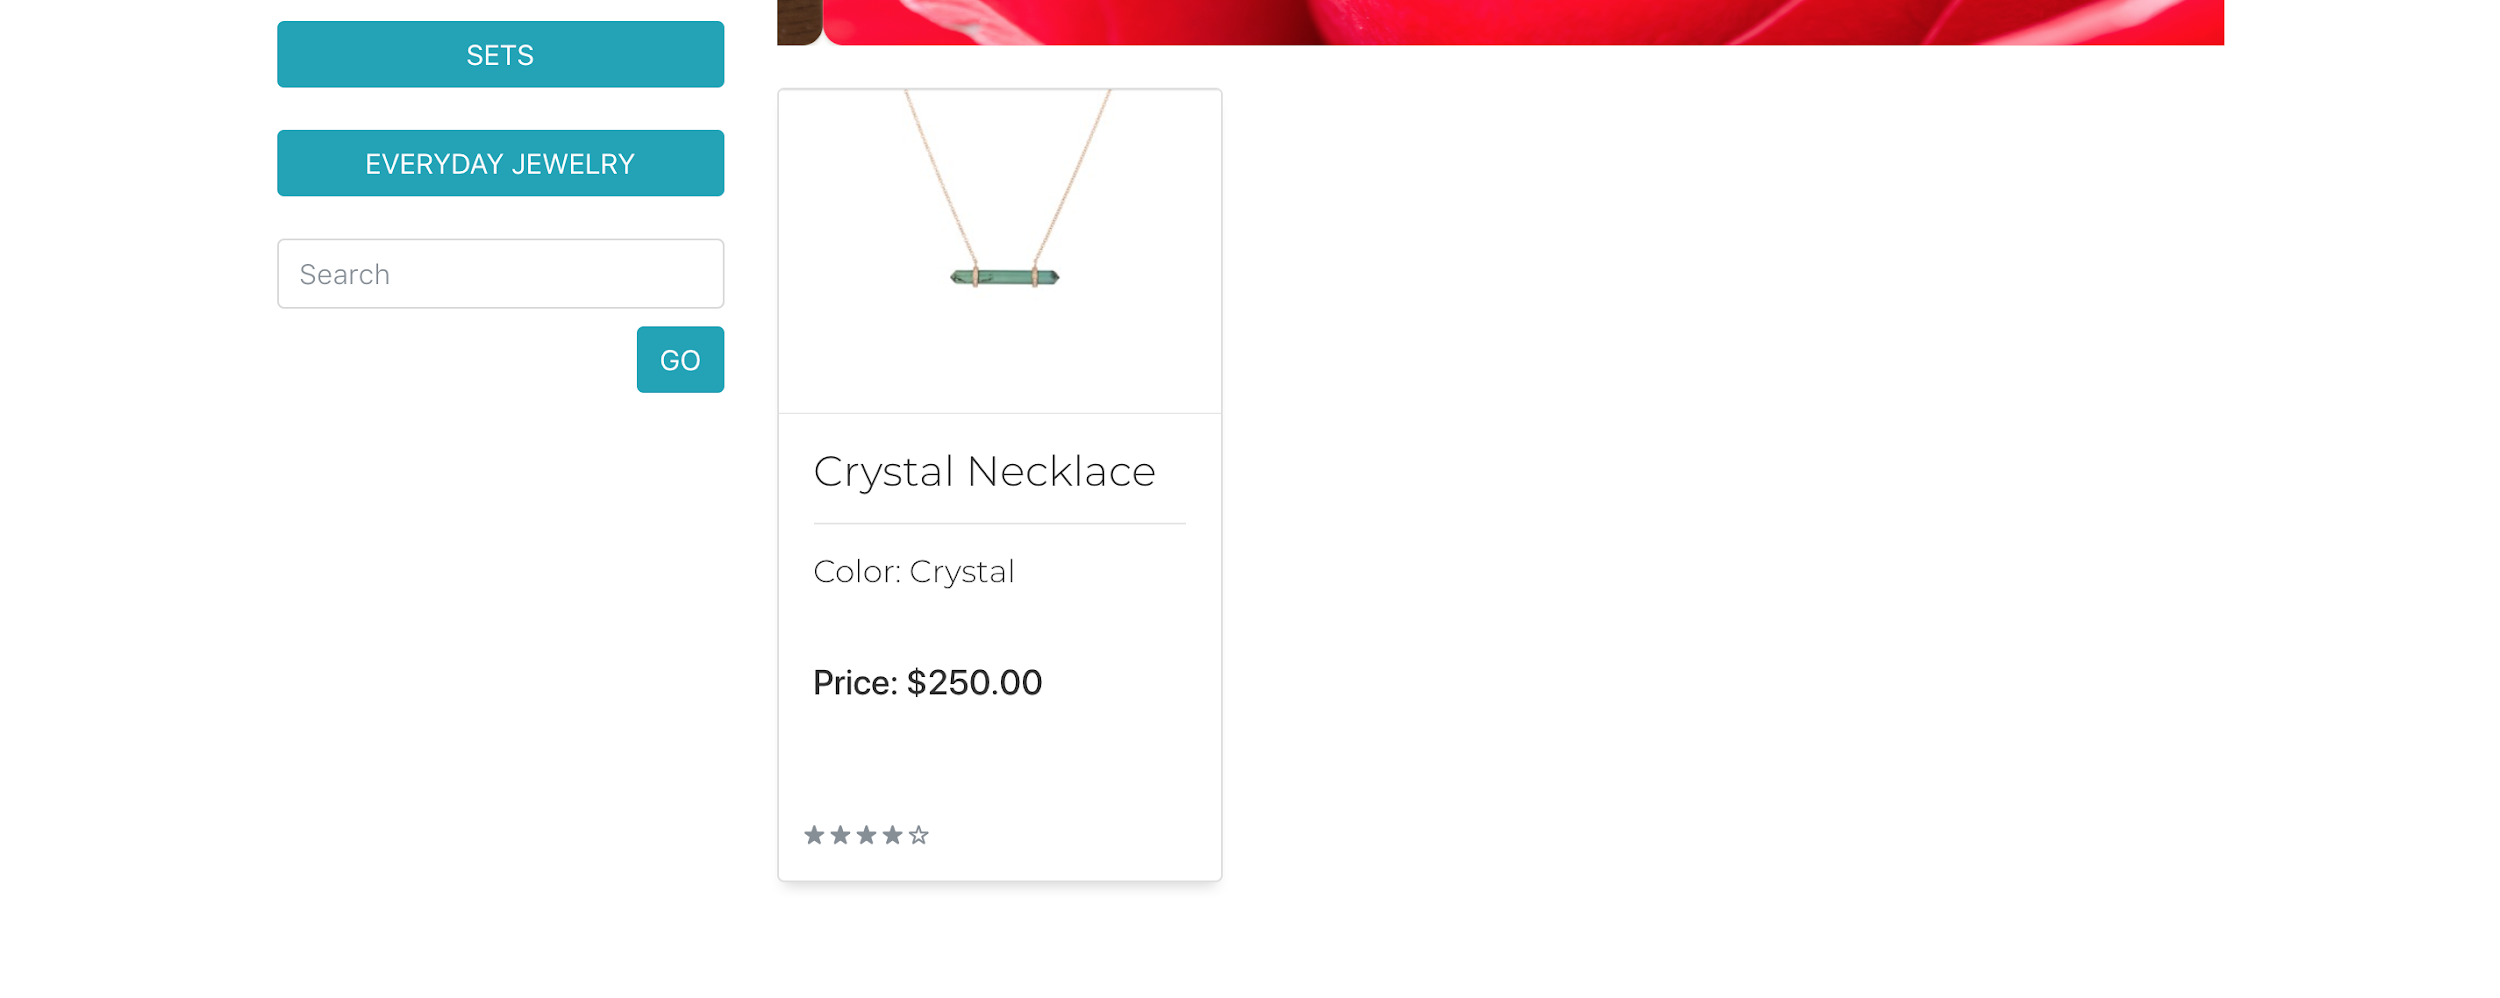 SETS
EVERYDAY JEWELRY
Search
GO
Crystal Necklace
Color: Crystal
Price: $250.00